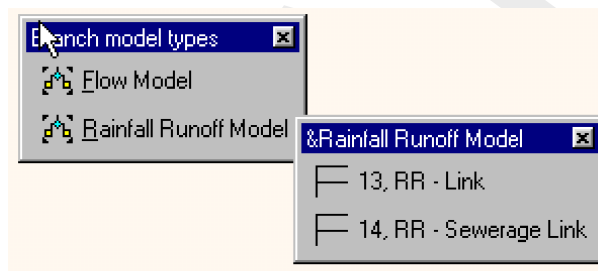 Branch model types
Flow Model
Rainfall Runoff Model
&Rainfall Runoff Model
13, RR - Link
14, RR - Sewerage Link